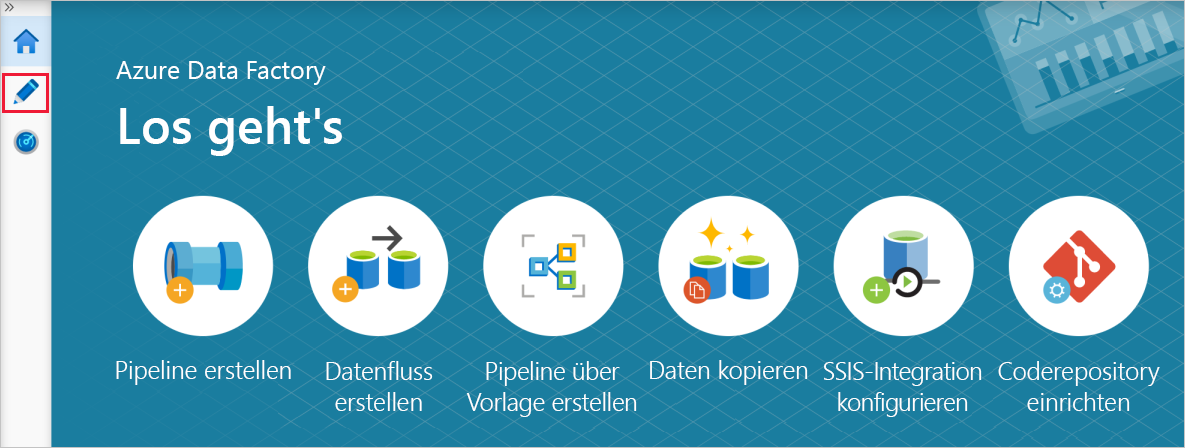 Azure Data Factory
Los geht's
Pipeline erstellen
Datenfluss
erstellen
Pipeline über
Vorlage erstellen
Daten kopieren
SSIS-Integration
konfigurieren
Coderepository
einrichten